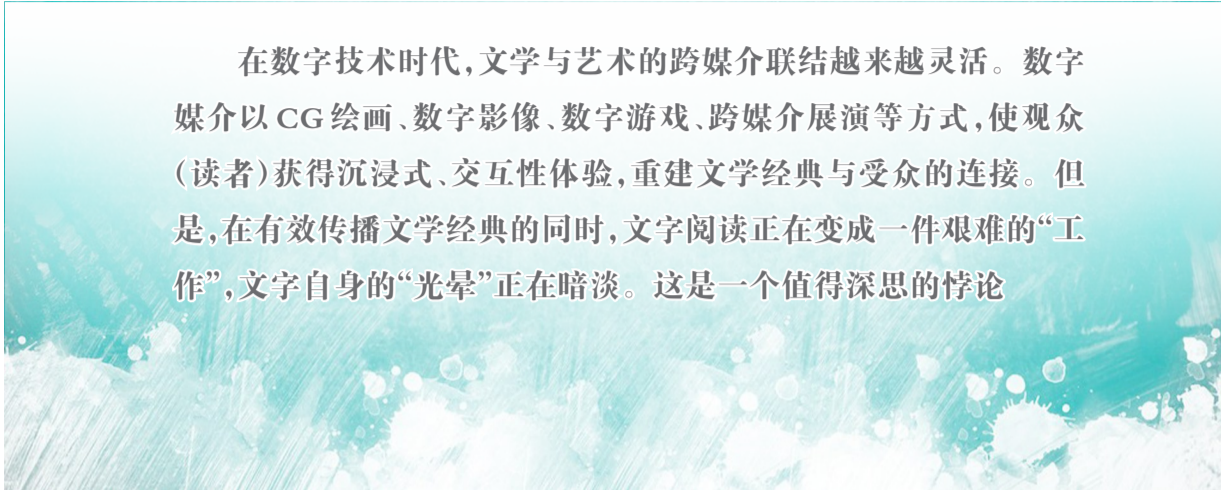 在数字技术时代,文学与艺术的跨媒介联结越来越灵活。数字
媒介以CG绘画、数字影像、数字游戏、跨媒介展演等方式,使观众
(读者)获得沉浸式、交互性体验,重建文学经典与受众的连接。但
是,在有效传播文学经典的同时,文字阅读正在变成一件艰难的“工
作”,文字自身的“光晕”正在暗淡。这是一个值得深思的悖论